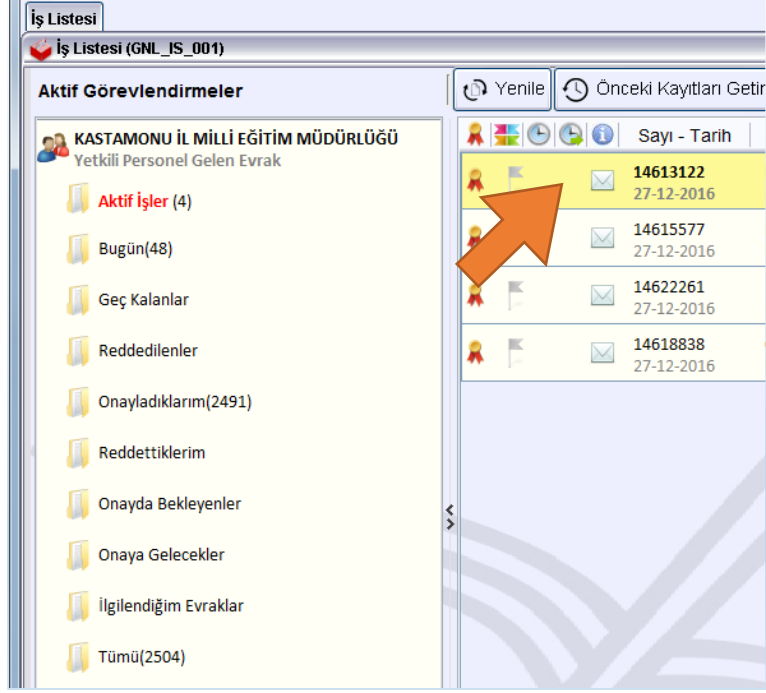 İş Listesi
İş Listesi (GNL_IS_001)
Aktif Görevlendirmeler
Yenile
Önceki Kayıtları Getir
KASTAMONU İL MİLLİ EĞİTİM MÜDÜRLÜĞÜ
Yetkili Personel Gelen Evrak
Aktif İşler (4)
Bugün(48)
Geç Kalanlar
Reddedilenler
Onayladıklarım(2491)
Reddettiklerim
Onayda Bekleyenler
Onaya Gelecekler
İlgilendiğim Evraklar
Tümü(2504)
Sayı - Tarih
14613122
27-12-2016
14615577
27-12-2016
14622261
27-12-2016
14618838
27-12-2016